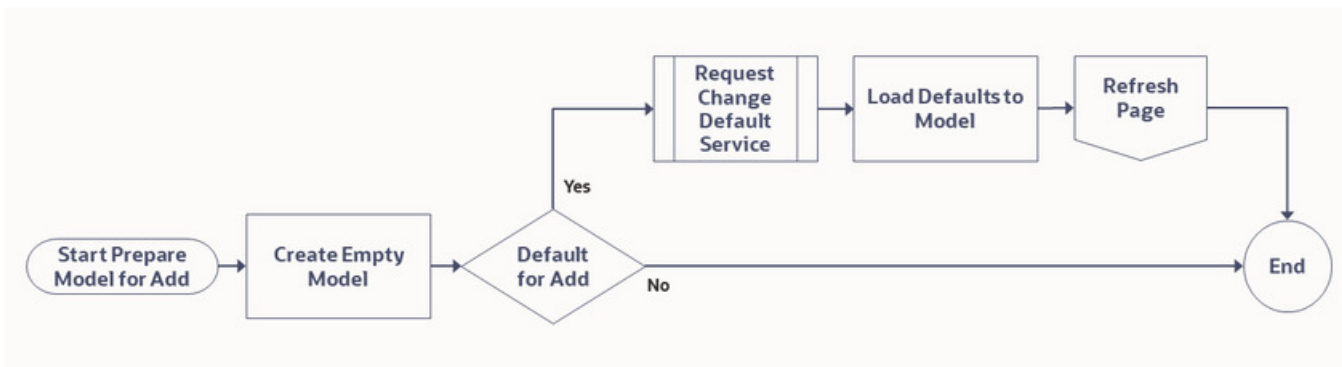 Start Prepare
Model for Add
Create Empty
Model
Default
for Add
Yes
Request
Change
Default
Service
Load Defaults to
Model
Refresh
Page
No
End